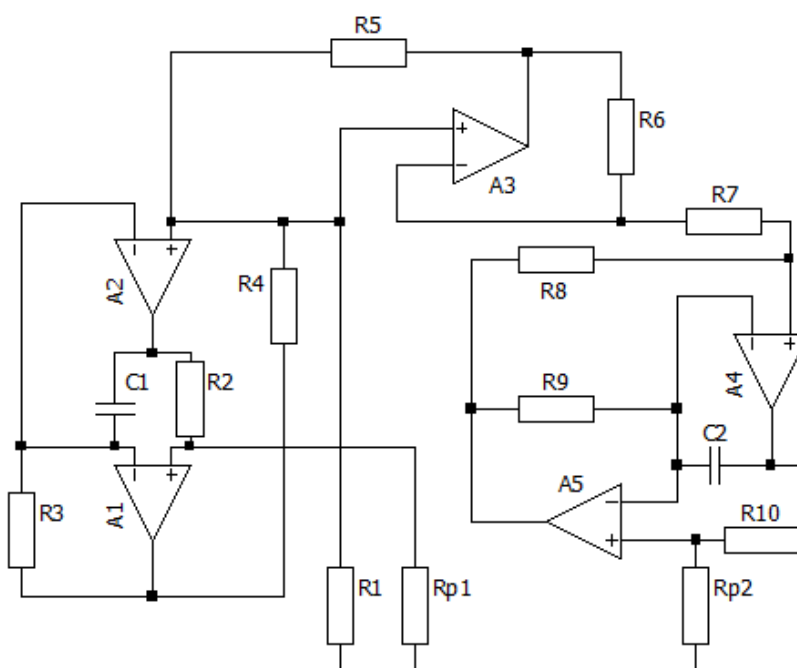 R5
R6
+
−
A3
R7
−
+
A2
R4
R8
−
+
A4
C1
R2
R9
C2
−
+
A1
R3
A5
−
+
R10
R1
Rp1
Rp2